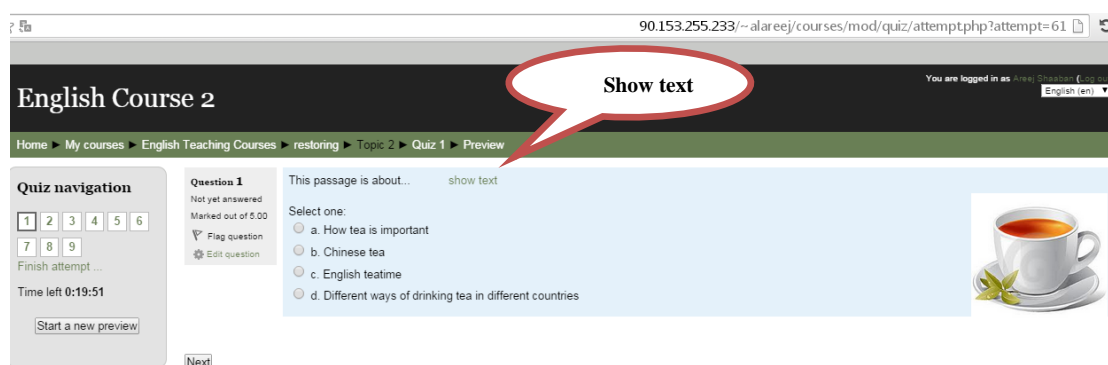 90.153.255.233/~alareej/courses/mod/quiz/attempt.php?attempt=61
Show text
You are logged in as Areej Shaaban (Log out
English (en)
English Course 2
Home ► My courses ► English Teaching Courses ► restoring ► Topic 2 ► Quiz 1 ► Preview
Quiz navigation
1 2 3 4 5 6
7 8 9
Finish attempt ...
Time left 0:19:51
Start a new preview
Question 1
Not yet answered
Marked out of 5.00
Flag question
Edit question
This passage is about... show text
Select one:
a. How tea is important
b. Chinese tea
c. English teatime
d. Different ways of drinking tea in different countries
Next